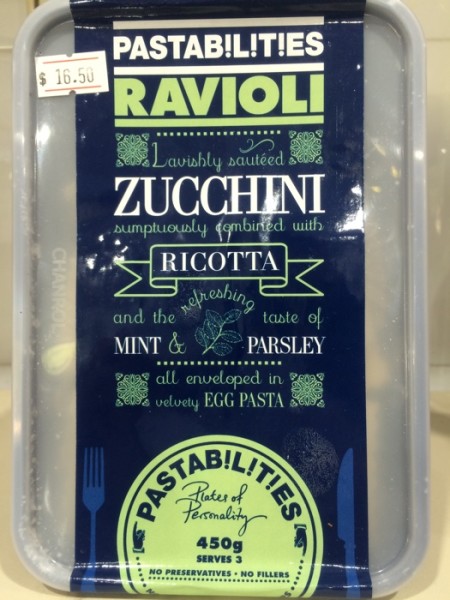 PASTAB!L!T!ES
$ 16.50
RAVIOLI
Lavishly sautéed
ZUCCHINI
sumptuously combined with
RICOTTA
refreshing
and the taste of
MINT & PARSLEY
all enveloped in
velvety EGG PASTA
PASTAB!L!T!ES
Plates of
Personality
450g
SERVES 3
NO PRESERVATIVES · NO FILLERS